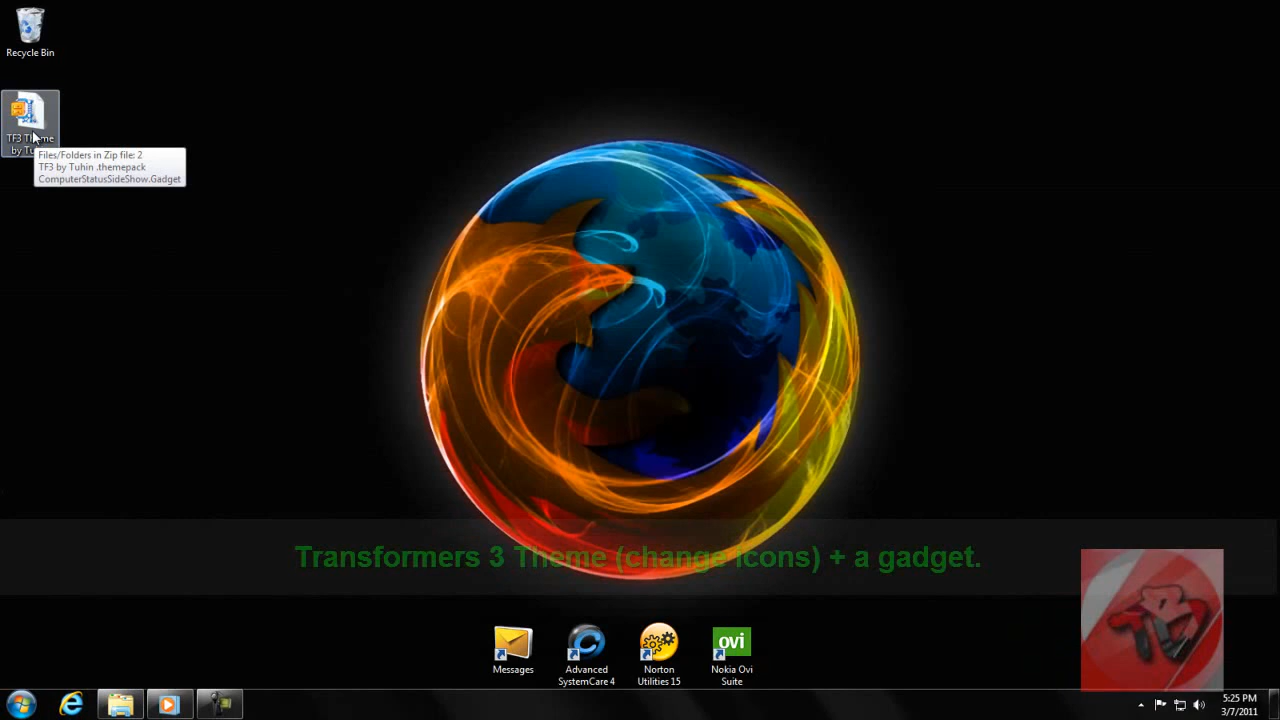 Recycle Bin
TF3 Theme
by Tu
Files/Folders in Zip file: 2
TF3 by Tuhin .themepack
ComputerStatusSideShow.Gadget
Transformers 3 Theme (change icons) + a gadget.
Messages
Advanced
SystemCare 4
Norton
Utilities 15
ovi
Nokia Ovi
Suite
5:25 PM
3/7/2011